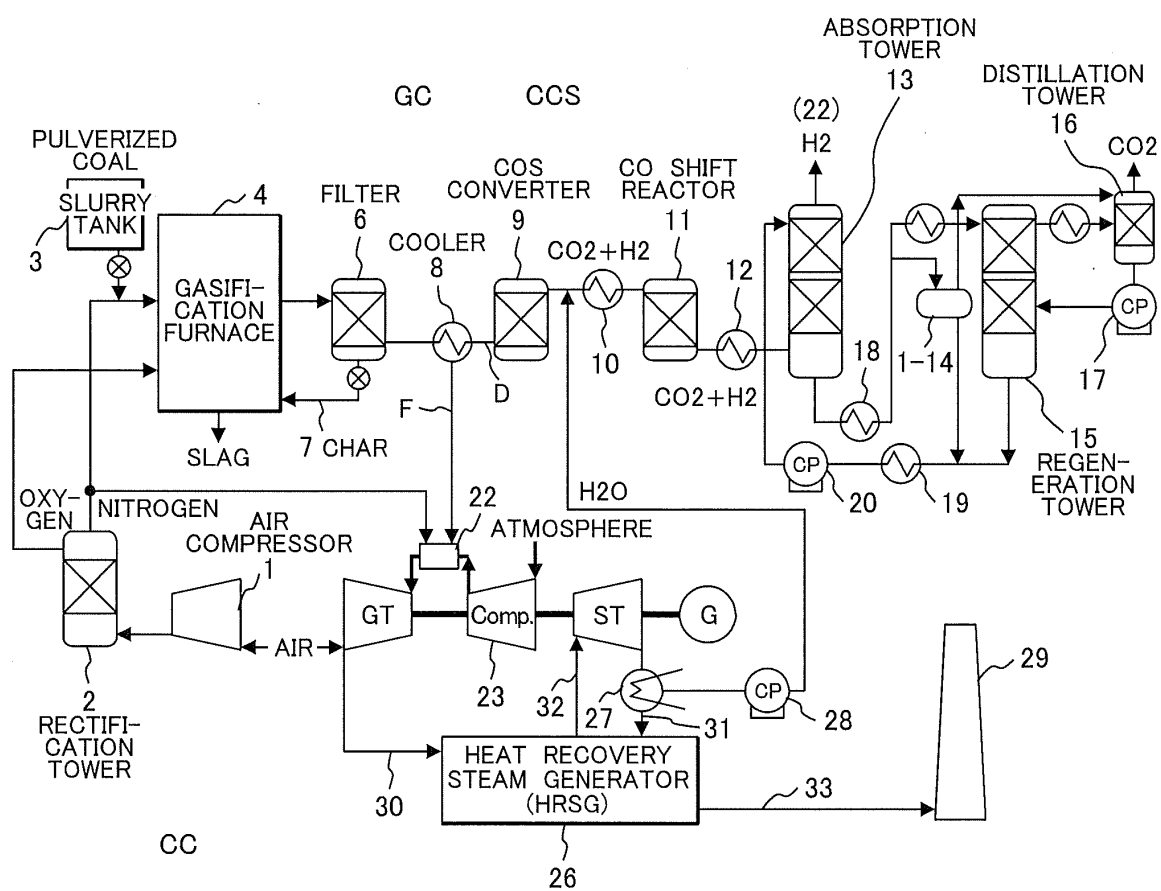 ABSORPTION
TOWER
13
DISTILLATION
TOWER
16
GC
CCS
(22)
H2
CO2
PULVERIZED
COAL
SLURRY
TANK
3
4
GASIFI-
CATION
FURNACE
FILTER
6
COOLER
8
COS
CONVERTER
9
CO2+H2
CO SHIFT
REACTOR
11
10
12
CO2+H2
D
F
7 CHAR
SLAG
18
1-14
CP
17
15
REGEN-
ERATION
TOWER
CP
20
19
OXY-
GEN
NITROGEN
H2O
AIR
COMPRESSOR
1
22
ATMOSPHERE
GT
Comp.
ST
G
AIR
23
32
27
31
CP
28
29
2
RECTIFI-
CATION
TOWER
30
HEAT RECOVERY
STEAM GENERATOR
(HRSG)
33
26
CC